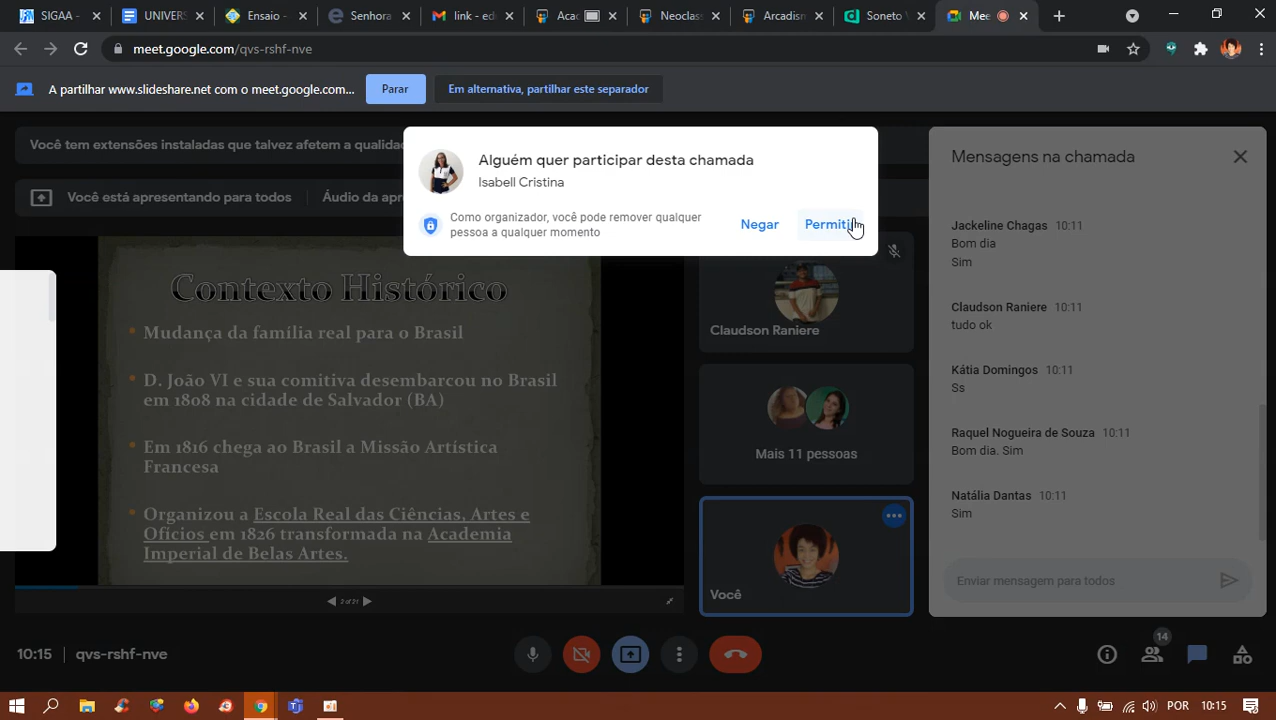 SIGAA -
UNIVERS
Ensaio -
Senhora
link - edi
Aca
Neoclass
Arcadism
Soneto V
Mee
meet.google.com/qvs-rshf-nve
A partilhar www.slideshare.net com o meet.google.com...
Parar
Em alternativa, partilhar este separador
Você tem extensões instaladas que talvez afetem a qualidad
Alguém quer participar desta chamada
Isabell Cristina
Como organizador, você pode remover qualquer
pessoa a qualquer momento
Negar
Permitir
Você está apresentando para todos
Áudio da apr
Contexto Histórico
Mudança da família real para o Brasil
D. João VI e sua comitiva desembarcou no Brasil
em 1808 na cidade de Salvador (BA)
Em 1816 chega ao Brasil a Missão Artística
Francesa
Organizou a Escola Real das Ciências, Artes e
Ofícios em 1826 transformada na Academia
Imperial de Belas Artes.
2 of 21
Claudson Raniere
Mais 11 pessoas
Você
Mensagens na chamada
Jackeline Chagas 10:11
Bom dia
Sim
Claudson Raniere 10:11
tudo ok
Kátia Domingos 10:11
Ss
Raquel Nogueira de Souza 10:11
Bom dia. Sim
Natália Dantas 10:11
Sim
Enviar mensagem para todos
10:15 | qvs-rshf-nve
14
POR 10:15